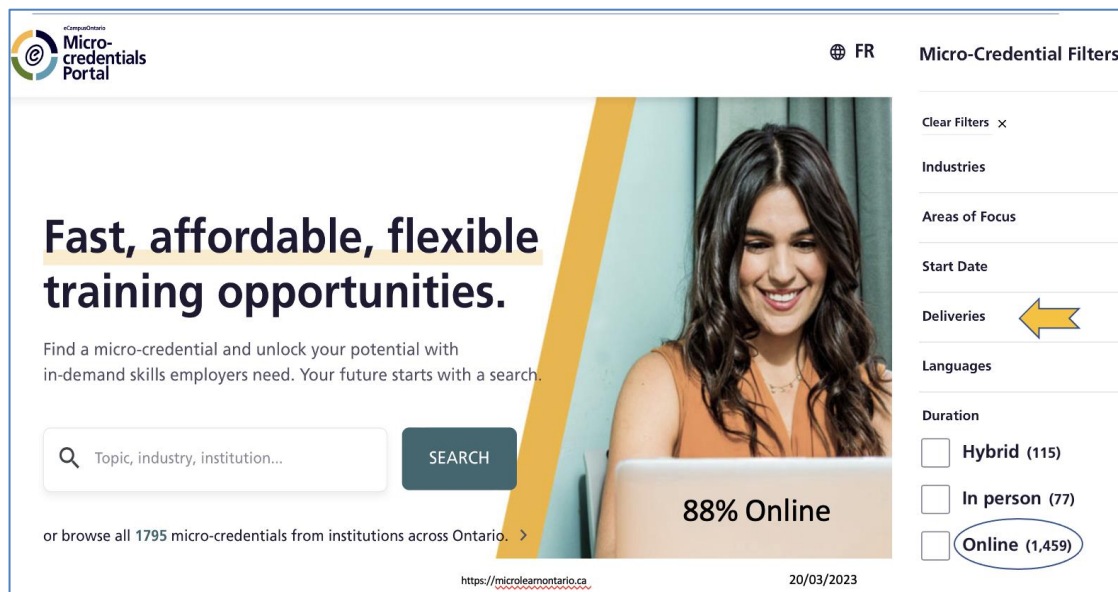 eCampusOntario
Micro-
credentials
Portal
FR
Fast, affordable, flexible
training opportunities.
Find a micro-credential and unlock your potential with
in-demand skills employers need. Your future starts with a search.
Topic, industry, institution...
SEARCH
or browse all 1795 micro-credentials from institutions across Ontario.
88% Online
https://microlearnontario.ca
20/03/2023
Micro-Credential Filters
Clear Filters ×
Industries
Areas of Focus
Start Date
Deliveries
Languages
Duration
Hybrid (115)
In person (77)
Online (1,459)